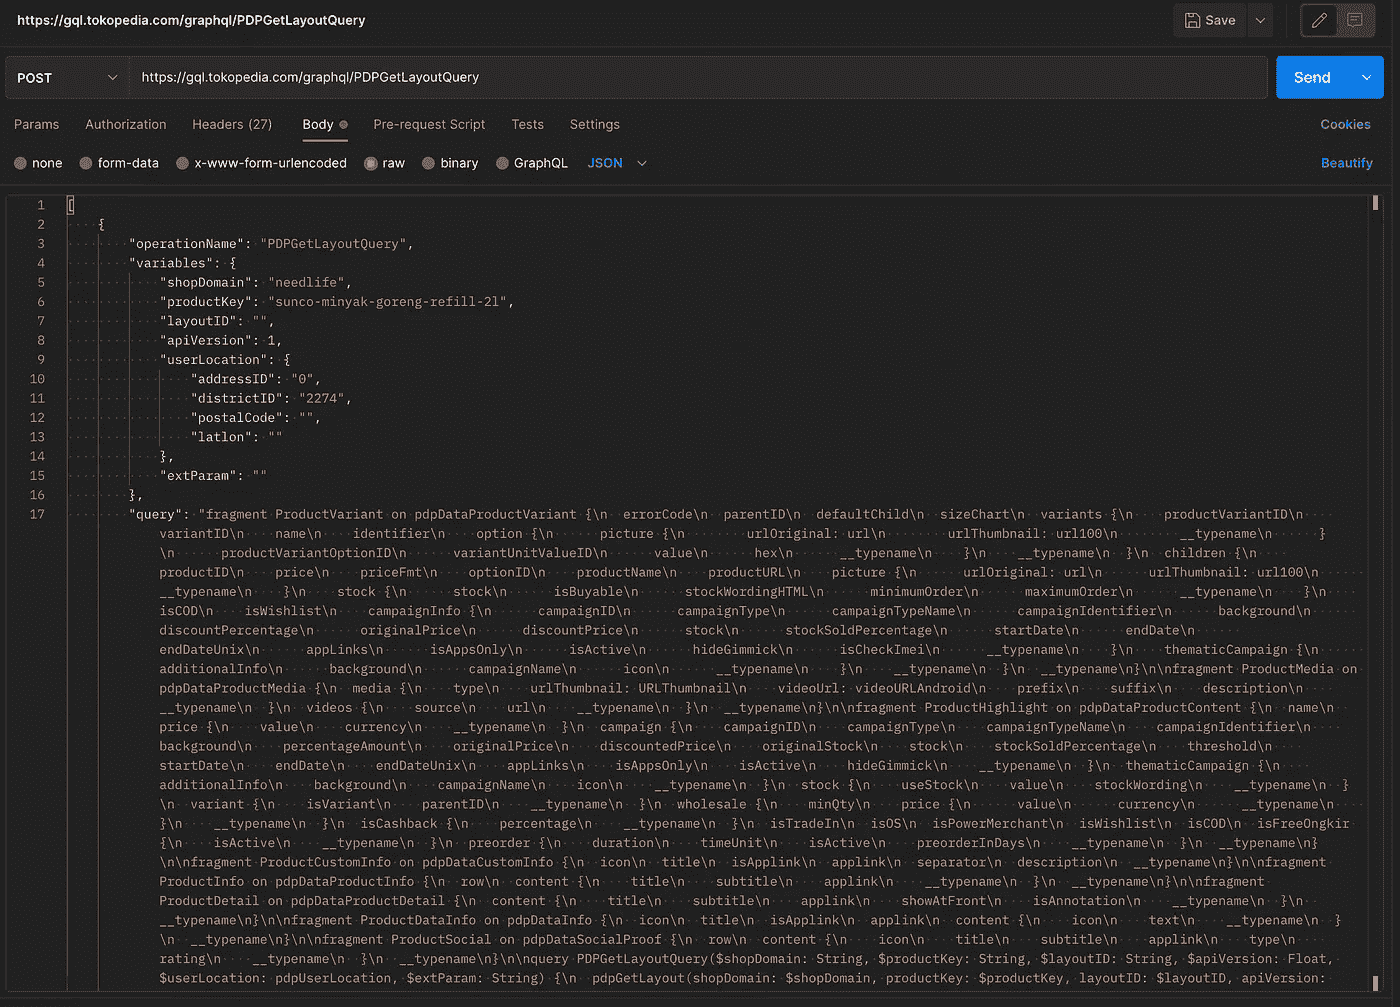 https://gql.tokopedia.com/graphql/PDPGetLayoutQuery
Save
POST
https://gql.tokopedia.com/graphql/PDPGetLayoutQuery
Send
Params Authorization Headers (27) Body Pre-request Script Tests Settings Cookies
none form-data x-www-form-urlencoded raw binary GraphQL JSON Beautify
1 [
2 {
3 "operationName": "PDPGetLayoutQuery",
4 "variables": {
5 "shopDomain": "needlife",
6 "productKey": "sunco-minyak-goreng-refill-2l",
7 "layoutID": "",
8 "apiVersion": 1,
9 "userLocation": {
10 "addressID": "0",
11 "districtID": "2274",
12 "postalCode": "",
13 "latlon": ""
14 },
15 "extParam": ""
16 },
17 "query": "fragment ProductVariant on pdpDataProductVariant {\n errorCode\n parentID\n defaultChild\n sizeChart\n variants {\n productVariantID\n
variantID\n name\n identifier\n option {\n picture {\n urlOriginal: url\n urlThumbnail: url100\n __typename\n }
\n productVariantOptionID\n variantUnitValueID\n value\n hex\n __typename\n }\n __typename\n }\n children {\n
productID\n price\n priceFmt\n optionID\n productName\n productURL\n picture {\n urlOriginal: url\n urlThumbnail: url100\n
__typename\n }\n stock {\n stock\n isBuyable\n stockWordingHTML\n minimumOrder\n maximumOrder\n __typename\n }\n
isCOD\n isWishlist\n campaignInfo {\n campaignID\n campaignType\n campaignTypeName\n campaignIdentifier\n background\n
discountPercentage\n originalPrice\n discountPrice\n stock\n stockSoldPercentage\n startDate\n endDate\n
endDateUnix\n appLinks\n isAppsOnly\n isActive\n hideGimmick\n isCheckImei\n __typename\n }\n thematicCampaign {\n
additionalInfo\n background\n campaignName\n icon\n __typename\n }\n __typename\n }\n __typename\n}\n\nfragment ProductMedia on
pdpDataProductMedia {\n media {\n type\n urlThumbnail: URLThumbnail\n videoUrl: videoURLAndroid\n prefix\n suffix\n description\n
__typename\n }\n videos {\n source\n url\n __typename\n }\n __typename\n}\n\nfragment ProductHighlight on pdpDataProductContent {\n name\n
price {\n value\n currency\n __typename\n }\n campaign {\n campaignID\n campaignType\n campaignTypeName\n campaignIdentifier\n
background\n percentageAmount\n originalPrice\n discountedPrice\n originalStock\n stock\n stockSoldPercentage\n threshold\n
startDate\n endDate\n endDateUnix\n appLinks\n isAppsOnly\n isActive\n hideGimmick\n __typename\n }\n thematicCampaign {\n
additionalInfo\n background\n campaignName\n icon\n __typename\n }\n stock {\n useStock\n value\n stockWording\n __typename\n }
\n variant {\n isVariant\n parentID\n __typename\n }\n wholesale {\n minQty\n price {\n value\n currency\n __typename\n
}\n __typename\n }\n isCashback {\n percentage\n __typename\n }\n isTradeIn\n isOS\n isPowerMerchant\n isWishlist\n isCOD\n isFreeOngkir
{\n isActive\n __typename\n }\n preorder {\n duration\n timeUnit\n isActive\n preorderInDays\n __typename\n }\n __typename\n}
\n\nfragment ProductCustomInfo on pdpDataCustomInfo {\n icon\n title\n isApplink\n applink\n separator\n description\n __typename\n}\n\nfragment
ProductInfo on pdpDataProductInfo {\n row\n content {\n title\n subtitle\n applink\n __typename\n }\n __typename\n}\n\nfragment
ProductDetail on pdpDataProductDetail {\n content {\n title\n subtitle\n applink\n showAtFront\n isAnnotation\n __typename\n }\n
__typename\n}\n\nfragment ProductDataInfo on pdpDataInfo {\n icon\n title\n isApplink\n applink\n content {\n icon\n text\n __typename\n }
\n __typename\n}\n\nfragment ProductSocial on pdpDataSocialProof {\n row\n content {\n icon\n title\n subtitle\n applink\n type\n
rating\n __typename\n }\n __typename\n}\n\nquery PDPGetLayoutQuery($shopDomain: String, $productKey: String, $layoutID: String, $apiVersion: Float,
$userLocation: pdpUserLocation, $extParam: String) {\n pdpGetLayout(shopDomain: $shopDomain, productKey: $productKey, layoutID: $layoutID, apiVersion: